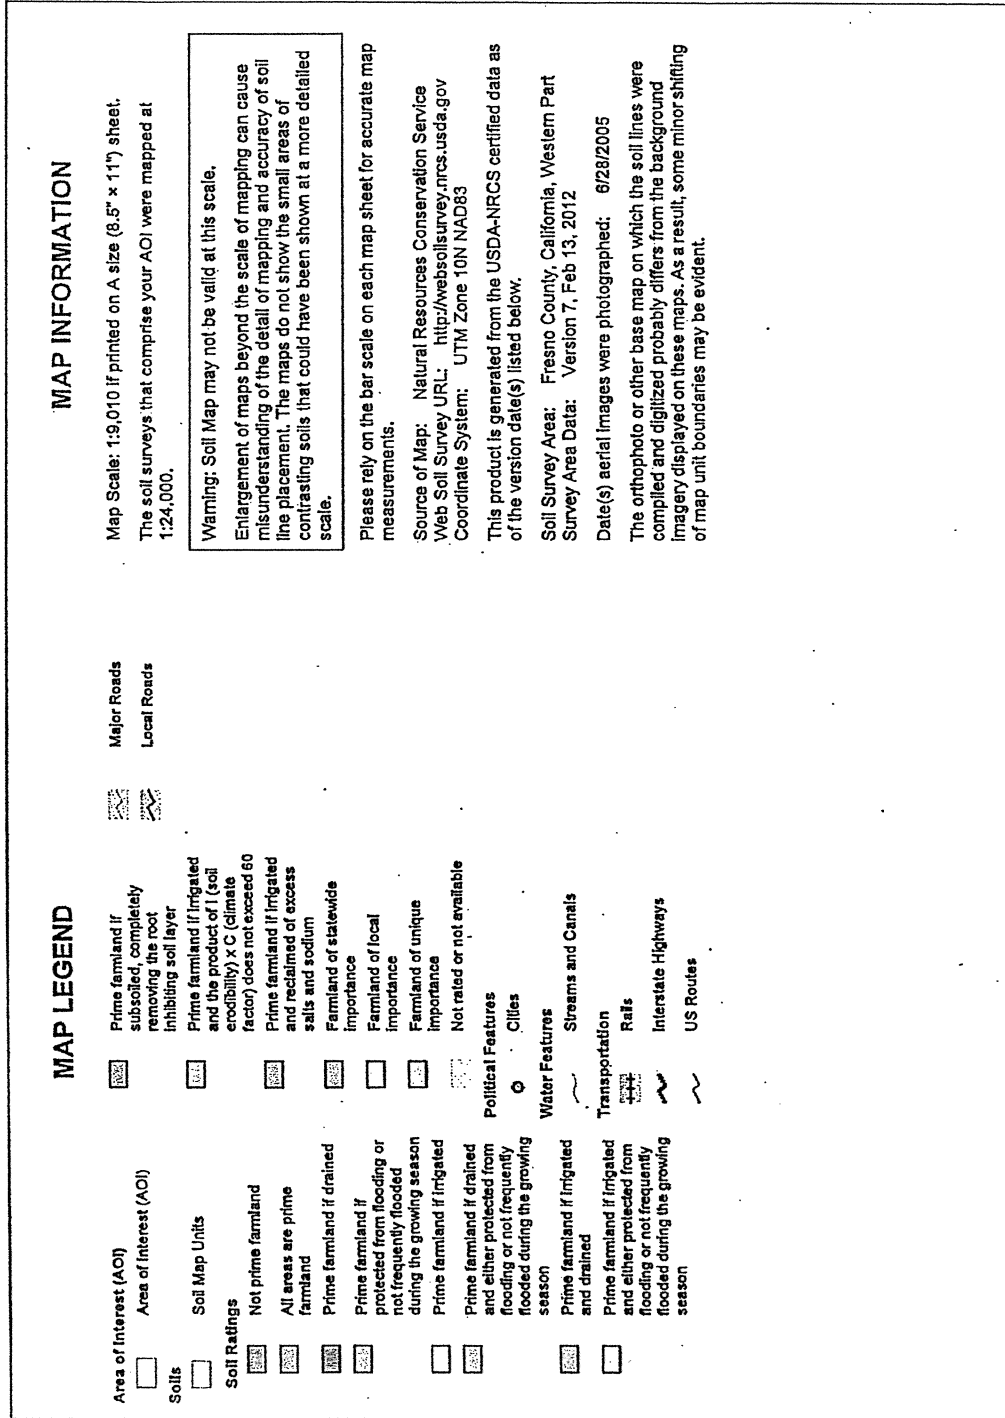 MAP LEGEND
Area of Interest (AOI)
Area of Interest (AOI)
Soils
Soil Map Units
Soil Ratings
Not prime farmland
All areas are prime
farmland
Prime farmland if drained
Prime farmland if
protected from flooding or
not frequently flooded
during the growing season
Prime farmland if irrigated
Prime farmland if drained
and either protected from
flooding or not frequently
flooded during the growing
season
Prime farmland if irrigated
and drained
Prime farmland if irrigated
and either protected from
flooding or not frequently
flooded during the growing
season
Prime farmland if
subsoiled, completely
removing the root
inhibiting soil layer
Prime farmland if irrigated
and the product of I (soil
erodibility) x C (climate
factor) does not exceed 60
Prime farmland if irrigated
and reclaimed of excess
salts and sodium
Farmland of statewide
importance
Farmland of local
importance
Farmland of unique
importance
Not rated or not available
Political Features
Cities
Water Features
Streams and Canals
Transportation
Rails
Interstate Highways
US Routes
Major Roads
Local Roads
MAP INFORMATION
Map Scale: 1:9,010 if printed on A size (8.5" × 11") sheet.
The soil surveys that comprise your AOI were mapped at
1:24,000.
Warning: Soil Map may not be valid at this scale.
Enlargement of maps beyond the scale of mapping can cause
misunderstanding of the detail of mapping and accuracy of soil
line placement. The maps do not show the small areas of
contrasting soils that could have been shown at a more detailed
scale.
Please rely on the bar scale on each map sheet for accurate map
measurements.
Source of Map: Natural Resources Conservation Service
Web Soil Survey URL: http://websoilsurvey.nrcs.usda.gov
Coordinate System: UTM Zone 10N NAD83
This product is generated from the USDA-NRCS certified data as
of the version date(s) listed below.
Soil Survey Area: Fresno County, California, Western Part
Survey Area Data: Version 7, Feb 13, 2012
Date(s) aerial images were photographed: 6/28/2005
The orthophoto or other base map on which the soil lines were
compiled and digitized probably differs from the background
imagery displayed on these maps. As a result, some minor shifting
of map unit boundaries may be evident.